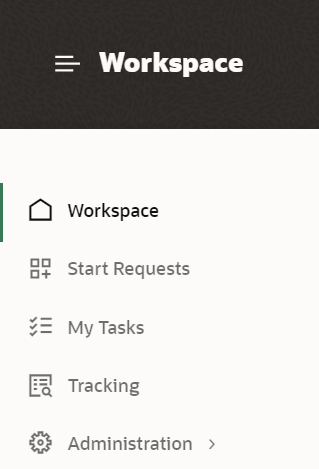 Workspace
Workspace
Start Requests
My Tasks
Tracking
Administration